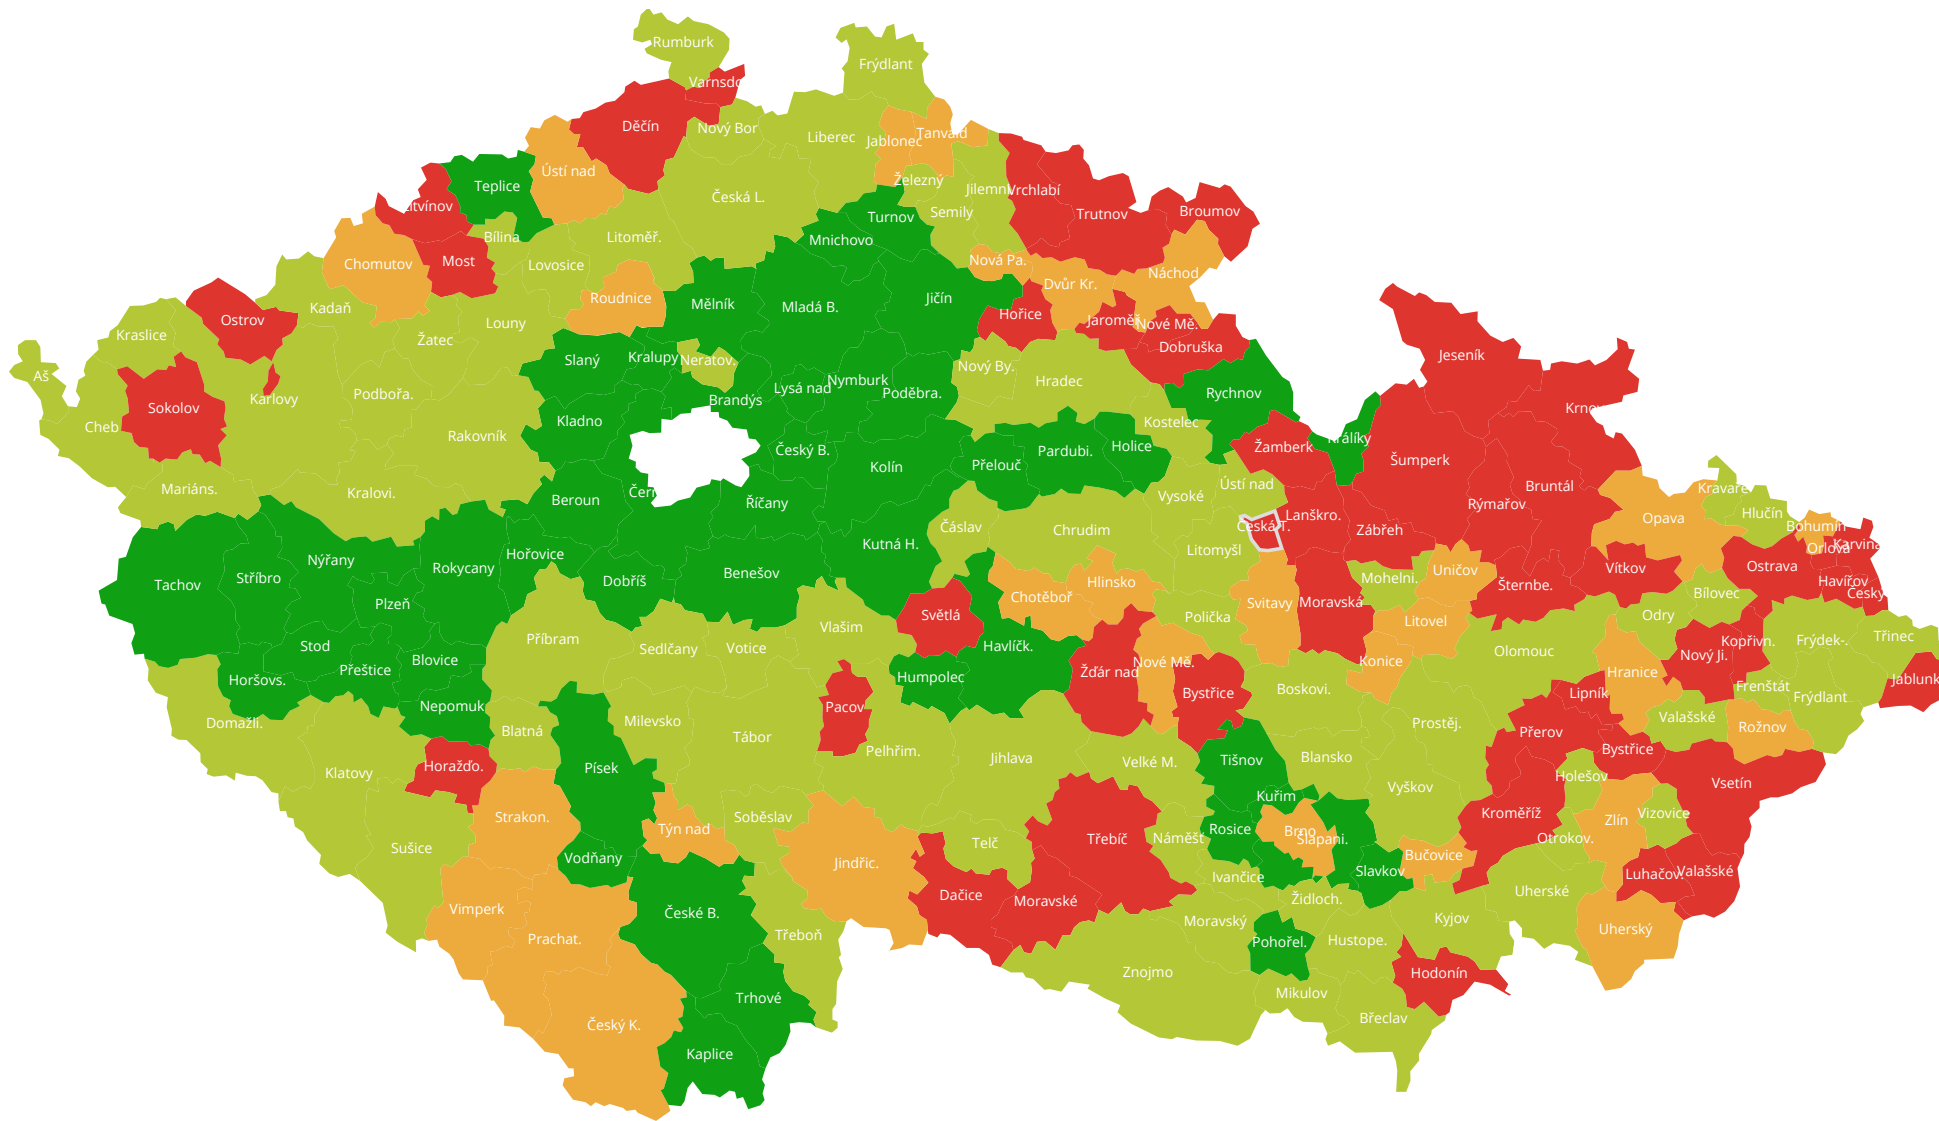 Rumburk
Frýdlant
Varnsdo
Děčín
Nový Bor
Liberec
Jablonec
Tanvald
Ústí nad
Teplice
Železný
Jilemni
Vrchlabí
Česká L.
Litvínov
Semily
Trutnov
Broumov
Turnov
Bílina
Litoměř.
Mnichovo
Chomutov
Most
Lovosice
Nová Pa.
Náchod
Dvůr Kr.
Roudnice
Mělník
Mladá B.
Jičín
Kadaň
Ostrov
Louny
Hořice
Jaroměř
Nové Mě.
Kraslice
Žatec
Dobruška
Slaný
Kralupy
Neratov.
Jeseník
Aš
Nový By.
Hradec
Nymburk
Lysá nad
Poděbra.
Rychnov
Podbořa.
Karlovy
Brandýs
Sokolov
Krnov
Cheb
Kladno
Kostelec
Rakovník
Králíky
Žamberk
Holice
Pardubi.
Český B.
Šumperk
Přelouč
Kolín
Mariáns.
Kralovi.
Beroun
Čern
Říčany
Vysoké
Ústí nad
Bruntál
Kravaře
Rýmařov
Hlučín
Lanškro.
Opava
Čáslav
Chrudim
Česká T.
Zábřeh
Bohumín
Orlová
Karviná
Kutná H.
Litomyšl
Hořovice
Nýřany
Rokycany
Stříbro
Tachov
Dobříš
Benešov
Hlinsko
Mohelni.
Uničov
Vítkov
Ostrava
Havířov
Šternbe.
Český
Bílovec
Chotěboř
Plzeň
Svitavy
Moravská
Světlá
Polička
Odry
Litovel
Vlašim
Příbram
Třinec
Frýdek-.
Kopřivn.
Sedlčany
Votice
Havlíčk.
Stod
Olomouc
Nový Ji.
Blovice
Přeštice
Konice
Nové Mě.
Žďár nad
Hranice
Horšovs.
Humpolec
Jablunk
Frenštát
Frýdlant
Boskovi.
Bystřice
Lipník
Nepomuk
Pacov
Valašské
Domažli.
Blatná
Milevsko
Prostěj.
Rožnov
Tábor
Přerov
Pelhřim.
Bystřice
Jihlava
Velké M.
Tišnov
Blansko
Horažďo.
Písek
Klatovy
Holešov
Vsetín
Vyškov
Kuřim
Strakon.
Soběslav
Kroměříž
Vizovice
Zlín
Týn nad
Rosice
Brno
Šlapani.
Náměšť
Třebíč
Otrokov.
Telč
Sušice
Vodňany
Jindřic.
Bučovice
Slavkov
Luhačov.
Valašské
Ivančice
Uherské
Dačice
Moravské
Židloch.
Vimperk
České B.
Kyjov
Moravský
Uherský
Třeboň
Prachat.
Pohořel.
Hustope.
Znojmo
Hodonín
Mikulov
Trhové
Břeclav
Český K.
Kaplice